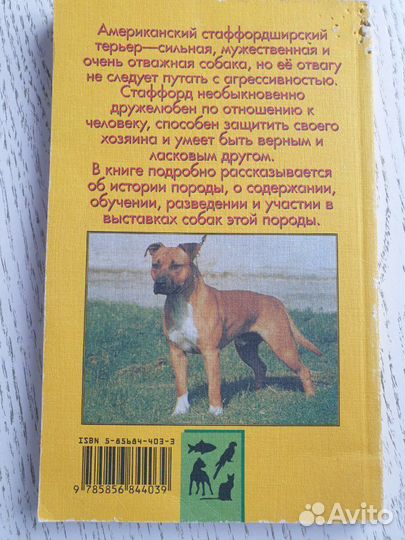 Американский стаффордширский
терьер—сильная, мужественная и
очень отважная собака, но её отвагу
не следует путать с агрессивностью.
Стаффорд необыкновенно
дружелюбен по отношению к
человеку, способен защитить своего
хозяина и умеет быть верным и
ласковым другом.
В книге подробно рассказывается
об истории породы, о содержании,
обучении, разведении и участии в
выставках собак этой породы.
ISBN 5-85684-403-3
9 785856 844039
Avito